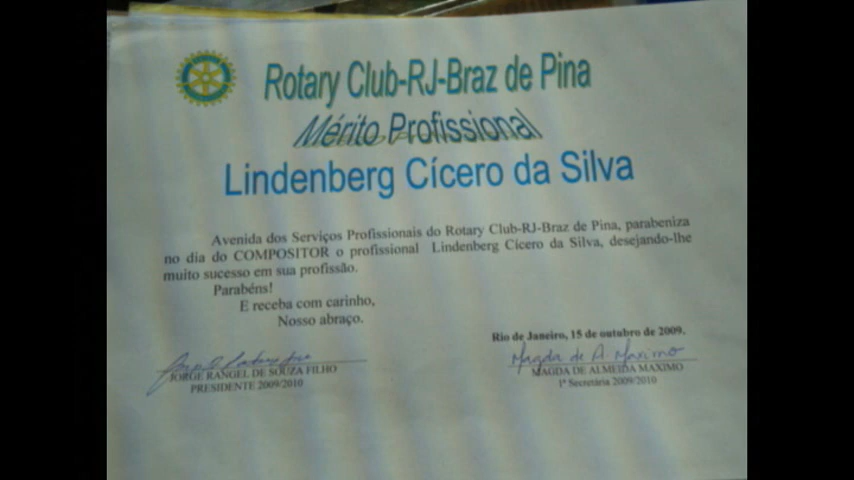 Rotary Club-RJ-Braz de Pina
Mérito Profissional
Lindenberg Cícero da Silva
Avenida dos Serviços Profissionais do Rotary Club-RJ-Braz de Pina, parabeniza
no dia do COMPOSITOR o profissional Lindenberg Cícero da Silva, desejando-lhe
muito sucesso em sua profissão.
Parabéns!
E receba com carinho,
Nosso abraço.
Rio de Janeiro, 15 de outubro de 2009.
Magda de A Maximo
JORGE RANGEL DE SOUZA FILHO
PRESIDENTE 2009/2010
MAGDA DE ALMEIDA MAXIMO
1ª Secretária 2009/2010